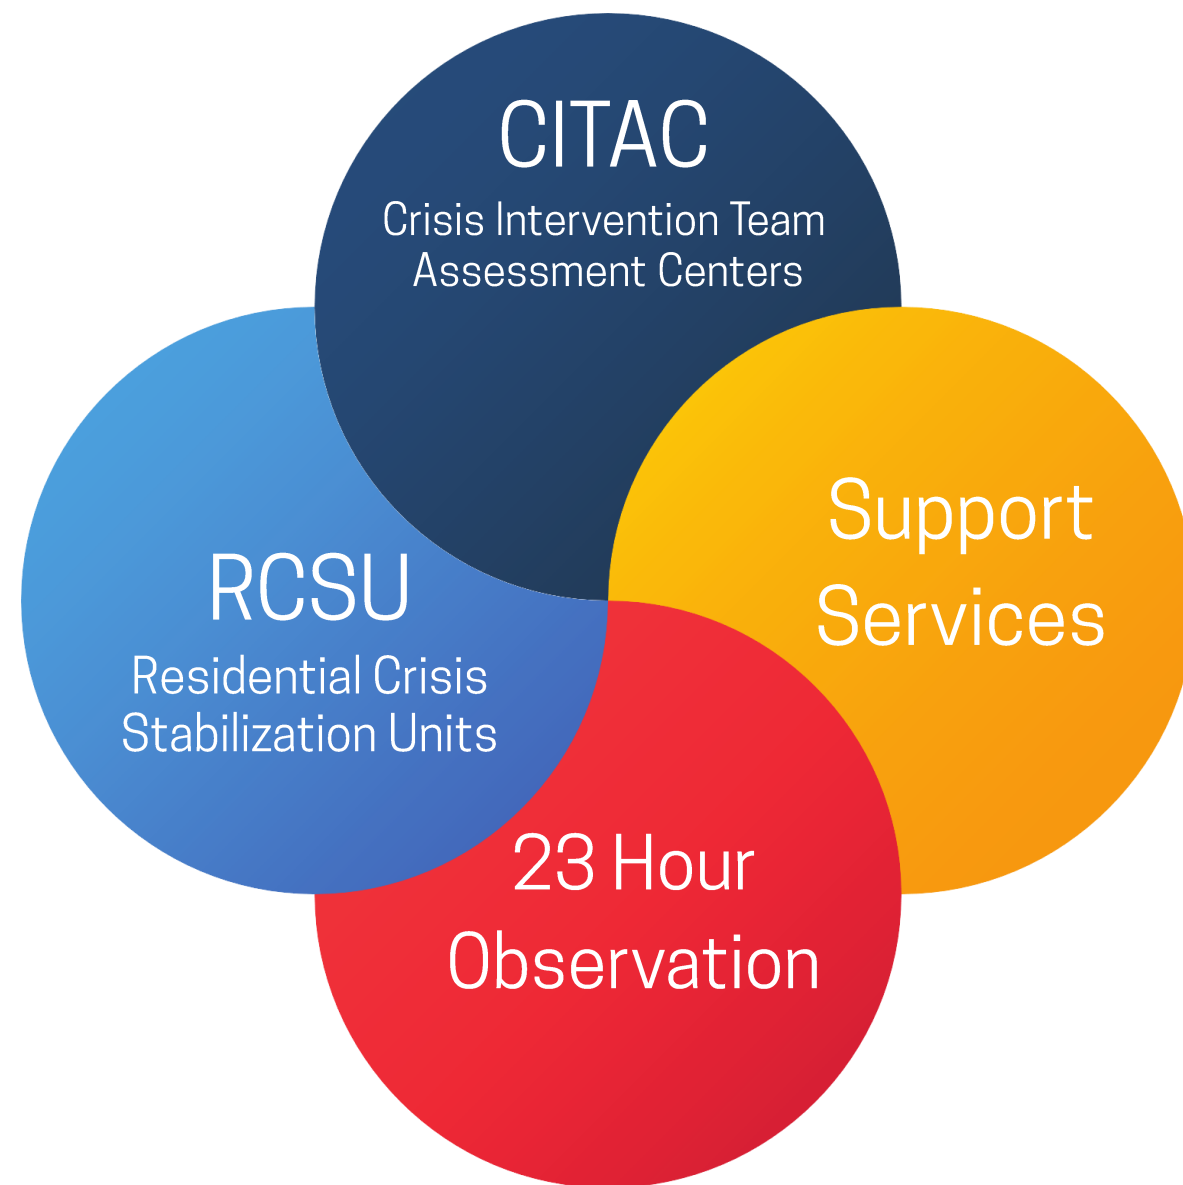 CITAC
Crisis Intervention Team
Assessment Centers
Support
Services
RCSU
Residential Crisis
Stabilization Units
23 Hour
Observation